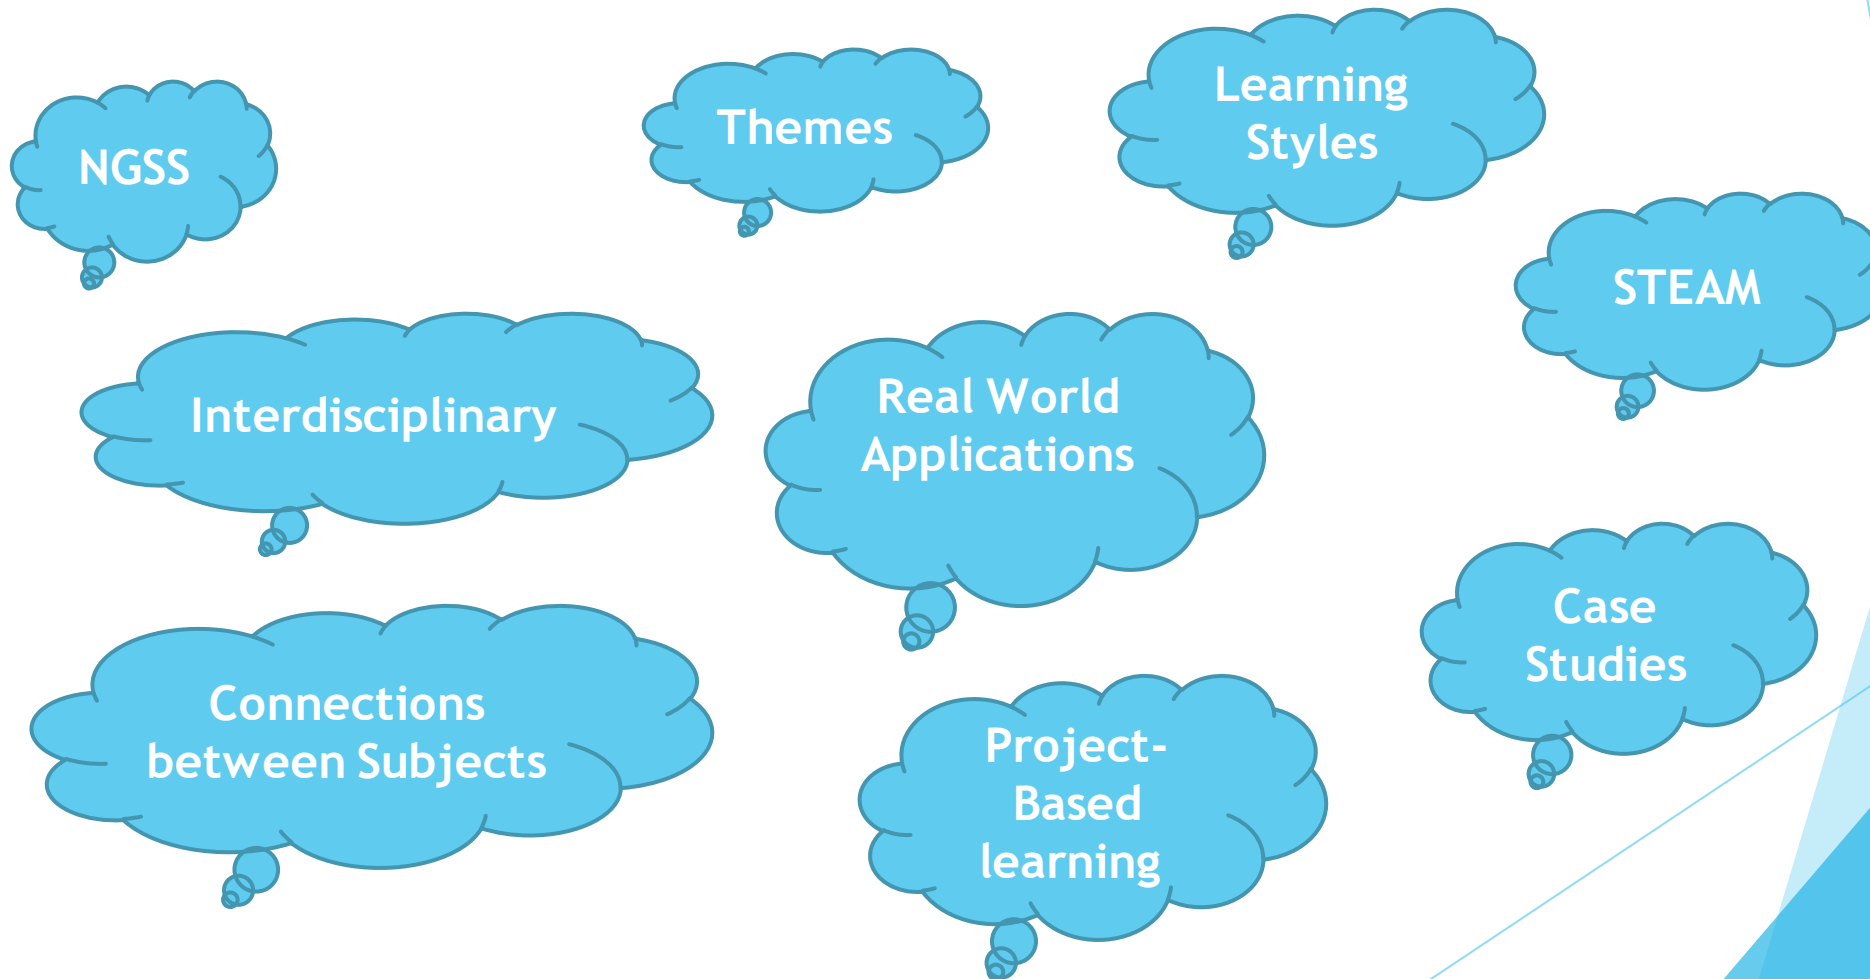 NGSS
Themes
Learning
Styles
STEAM
Interdisciplinary
Real World
Applications
Case
Studies
Connections
between Subjects
Project-
Based
learning